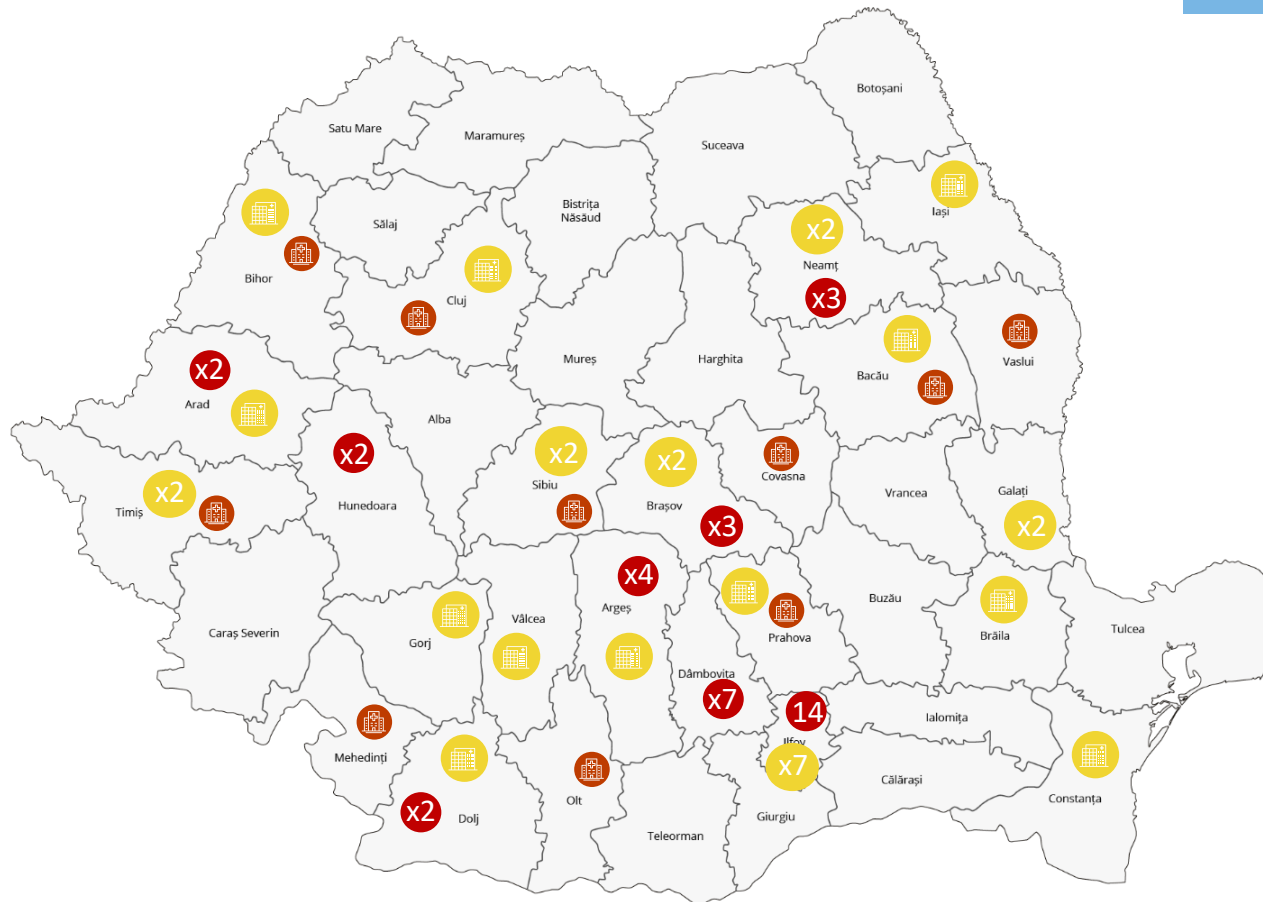 Botoșani
Satu Mare
Maramureș
Suceava
Iași
Bistrița
Năsăud
Sălaj
x2
Neamț
Bihor
x3
Cluj
Vaslui
Mureș
Harghita
Bacău
x2
Arad
Alba
x2
x2
x2
Sibiu
Covasna
x2
Timiș
Hunedoara
Brașov
Vrancea
Galați
x2
x3
x4
Argeș
Buzău
Vâlcea
Caraș Severin
Gorj
Prahova
Brăila
Tulcea
Dâmbovița
x7
14
Ialomița
Ilfov
Mehedinți
x7
Călărași
Constanța
Olt
x2
Dolj
Giurgiu
Teleorman